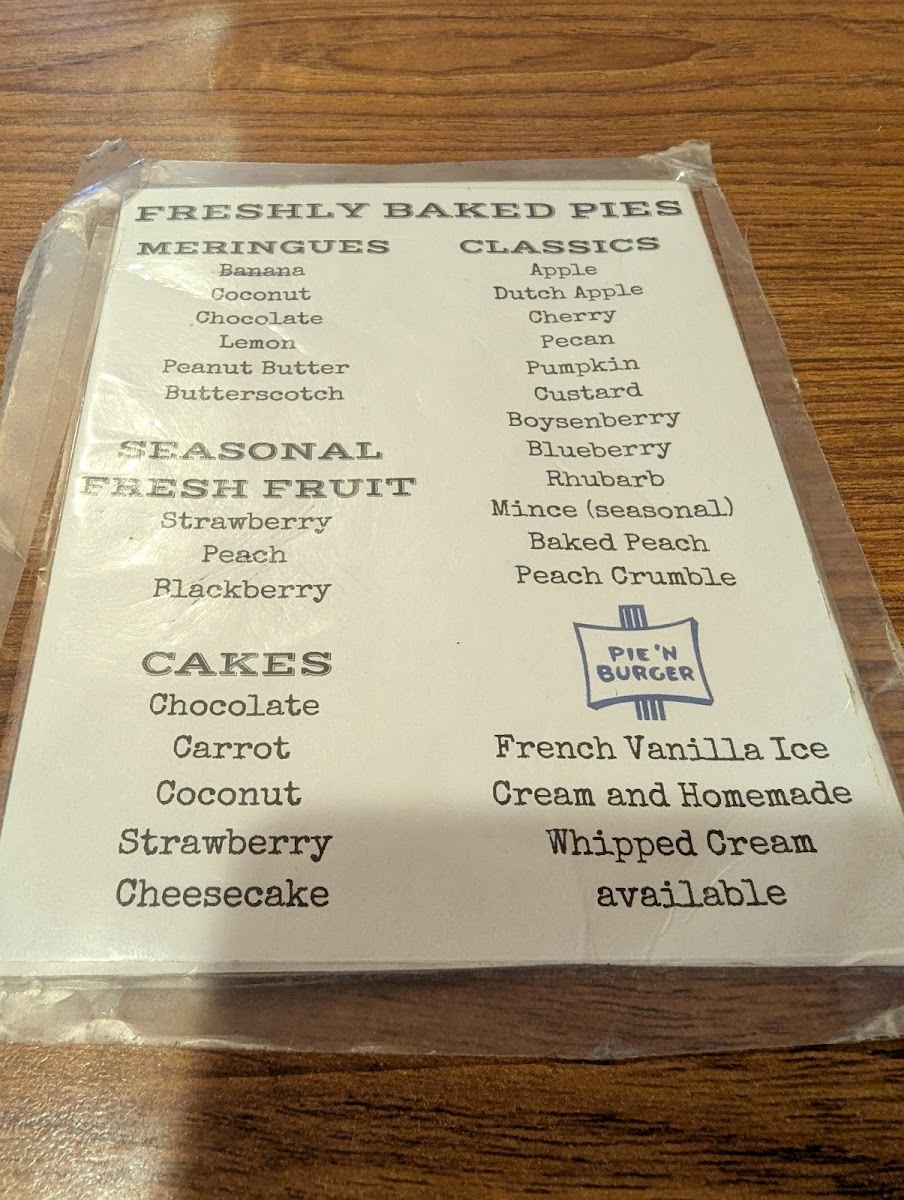 FRESHLY BAKED PIES
MERINGUES
Banana
Coconut
Chocolate
Lemon
Peanut Butter
Butterscotch
SEASONAL
FRESH FRUIT
Strawberry
Peach
Blackberry
CAKES
Chocolate
Carrot
Coconut
Strawberry
Cheesecake
CLASSICS
Apple
Dutch Apple
Cherry
Pecan
Pumpkin
Custard
Boysenberry
Blueberry
Rhubarb
Mince (seasonal)
Baked Peach
Peach Crumble
PIE 'N
BURGER
French Vanilla Ice
Cream and Homemade
Whipped Cream
available